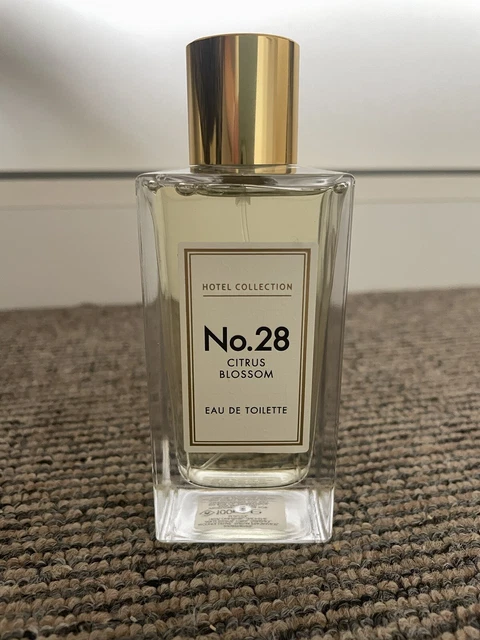 HOTEL COLLECTION
No.28
CITRUS
BLOSSOM
EAU DE TOILETTE